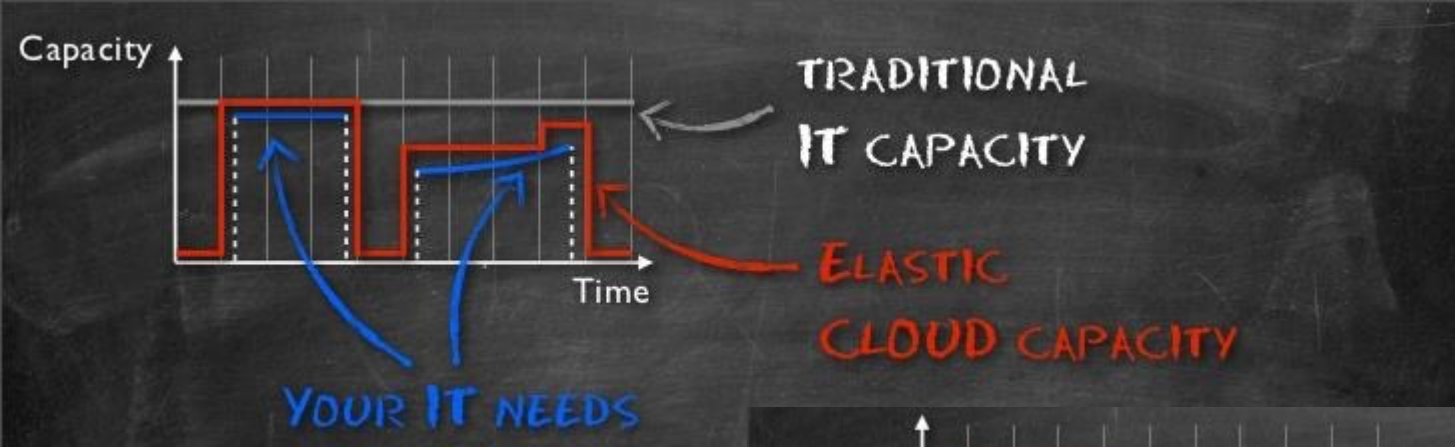 Capacity
TRADITIONAL
IT CAPACITY
ELASTIC
CLOUD CAPACITY
Time
YOUR IT NEEDS